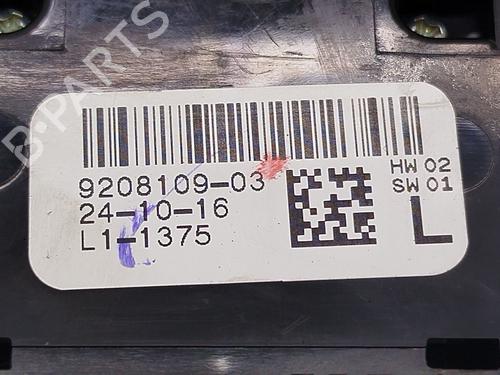 B-PARTS
9208109-03
24-10-16
L1-1375
HW 02
SW 01
L